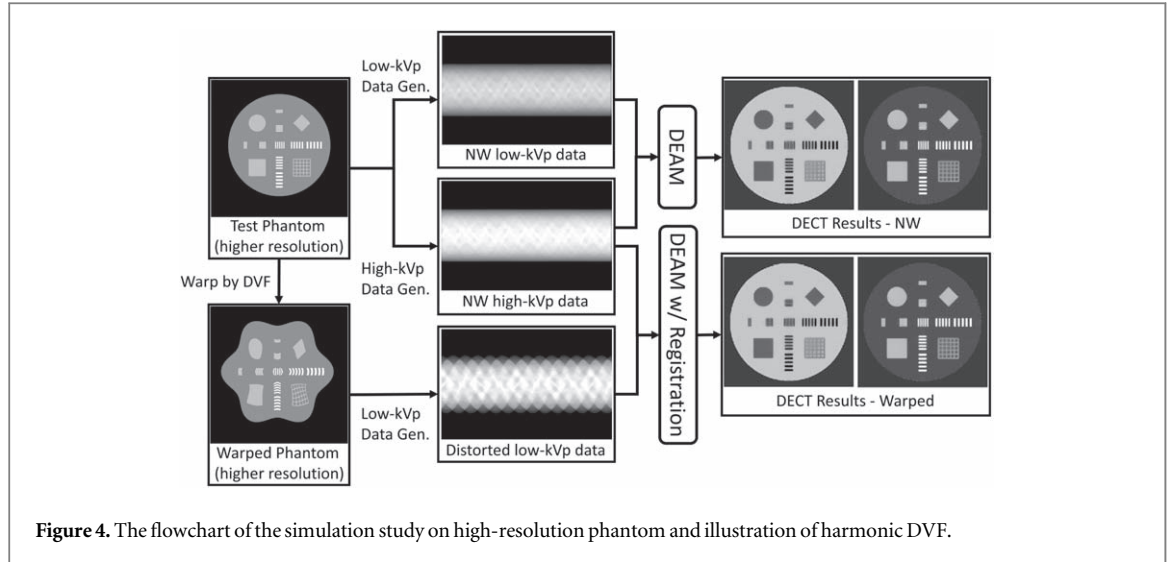 Low-kVp
Data Gen.
NW low-kVp data
Test Phantom
(higher resolution)
Warp by DVF
High-kVp
Data Gen.
NW high-kVp data
DEAM
DECT Results - NW
DEAM w/ Registration
Warped Phantom
(higher resolution)
Low-kVp
Data Gen.
Distorted low-kVp data
DECT Results - Warped
Figure 4. The flowchart of the simulation study on high-resolution phantom and illustration of harmonic DVF.